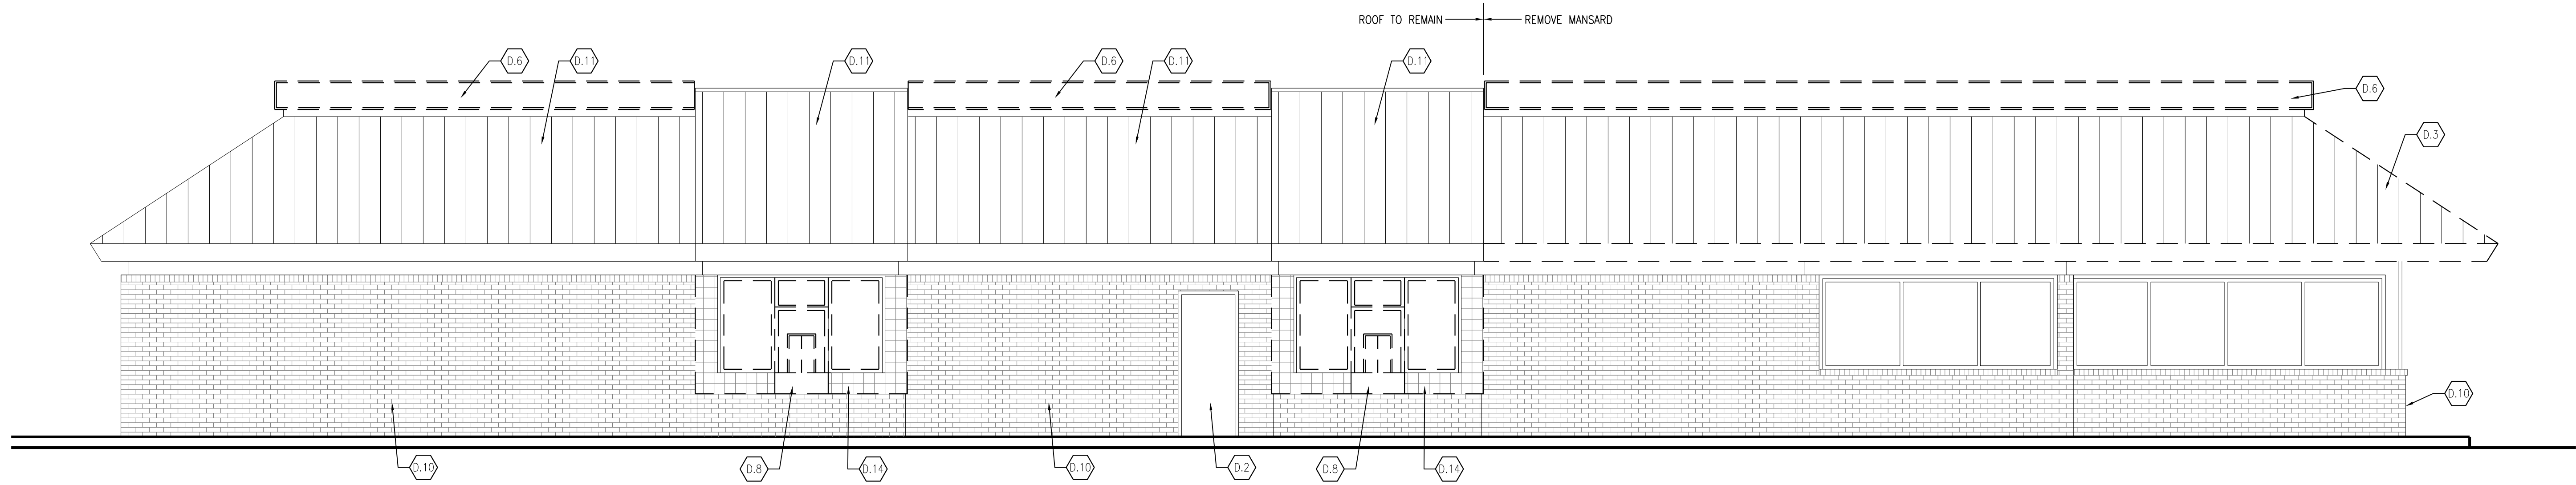 ROOF TO REMAIN
REMOVE MANSARD
D.6
D.11
D.11
D.6
D.11
D.11
D.6
D.3
D.10
D.10
D.8
D.14
D.10
D.2
D.8
D.14